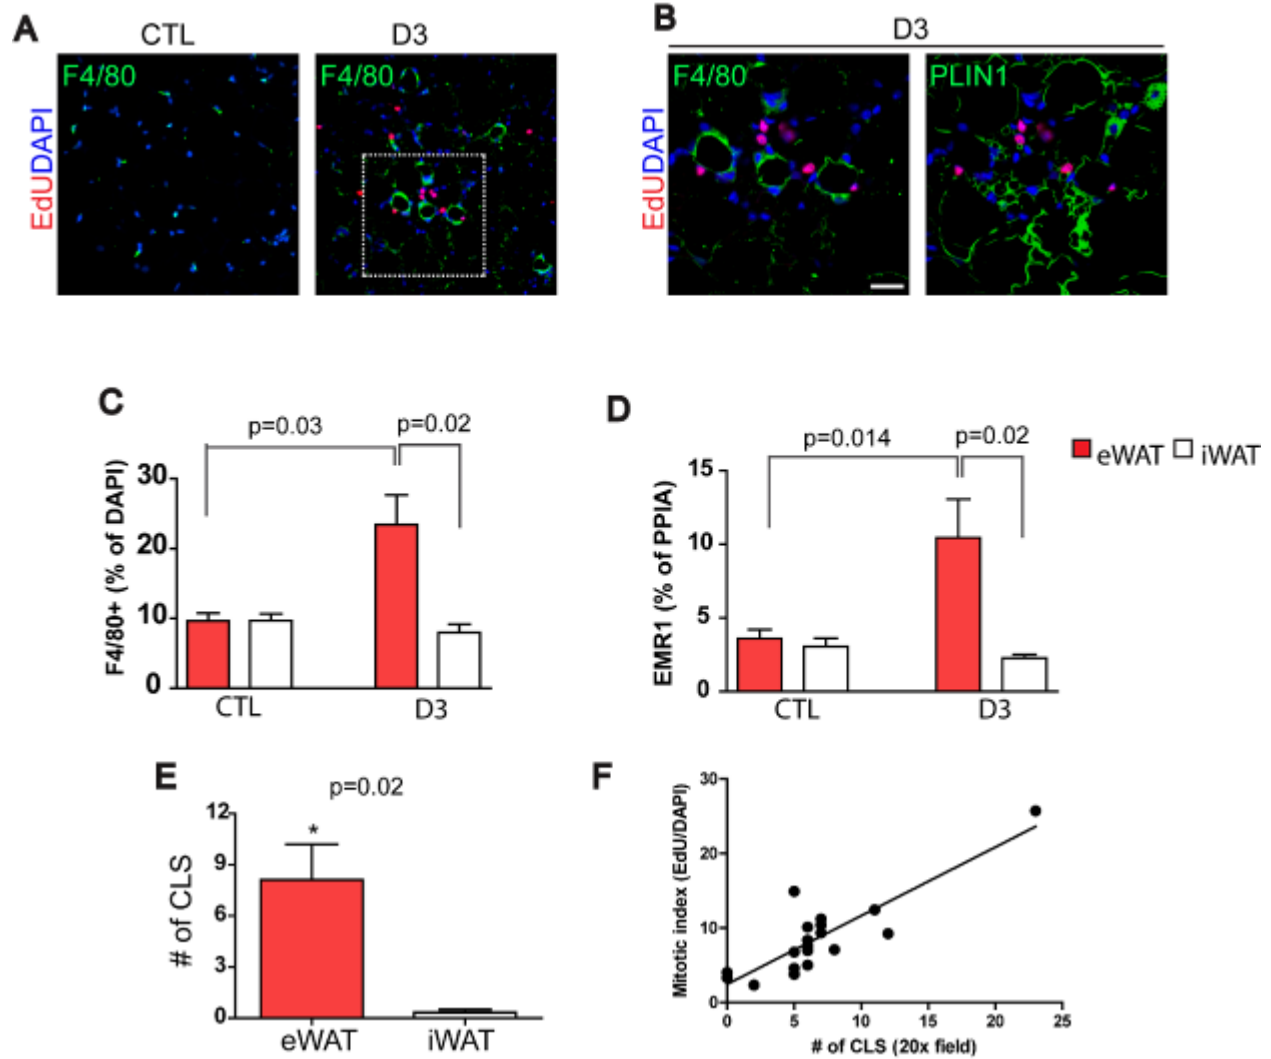 A
CTL
D3
F4/80
F4/80
EdUDAPI
B
D3
F4/80
PLIN1
EdUDAPI
C
p=0.03
p=0.02
F4/80+ (% of DAPI)
30
20
10
0
CTL
D3
D
p=0.014
p=0.02
eWAT
iWAT
EMR1 (% of PPIA)
15
10
5
0
CTL
D3
E
p=0.02
*
# of CLS
12
9
6
3
0
eWAT
iWAT
F
Mitotic index (EdU/DAPI)
30
20
10
0
0
5
10
15
20
25
# of CLS (20x field)